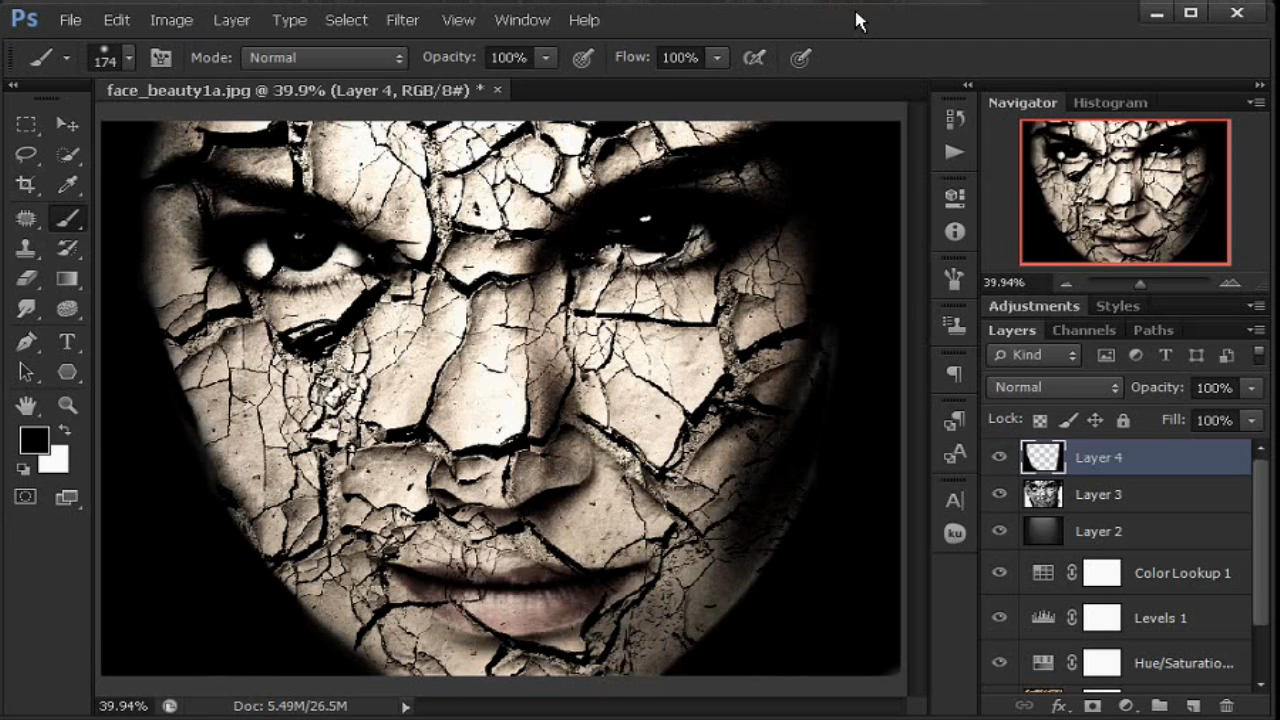 Ps File Edit Image Layer Type Select Filter View Window Help
174 Mode: Normal Opacity: 100% Flow: 100%
face_beauty1a.jpg @ 39.9% (Layer 4, RGB/8#) * ×
Navigator Histogram
39.94%
Adjustments Styles
Layers Channels Paths
Kind
Normal Opacity: 100%
Lock: Fill: 100%
Layer 4
Layer 3
Layer 2
Color Lookup 1
Levels 1
Hue/Saturatio...
ku
39.94% Doc: 5.49M/26.5M
fx